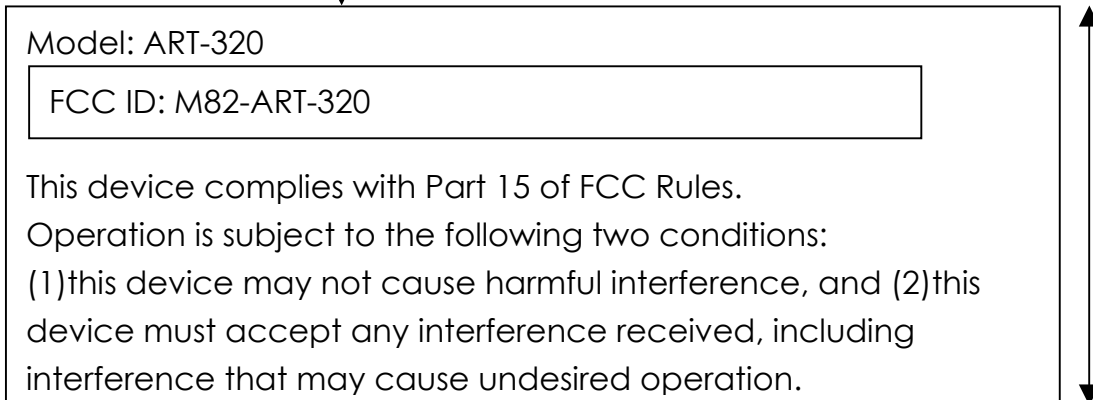 Model: ART-320
FCC ID: M82-ART-320
This device complies with Part 15 of FCC Rules.
Operation is subject to the following two conditions:
(1)this device may not cause harmful interference, and (2)this
device must accept any interference received, including
interference that may cause undesired operation.